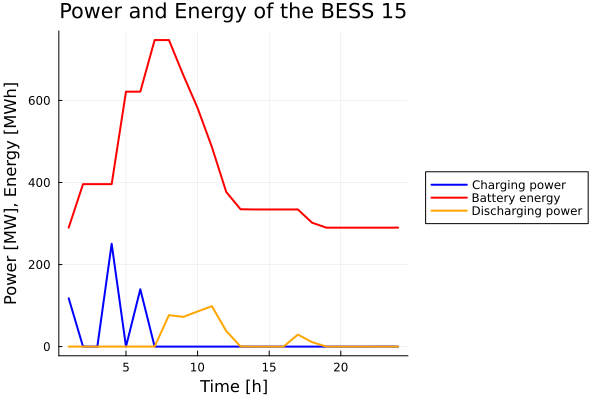 Power and Energy of the BESS 15
Power [MW], Energy [MWh]
600
400
200
0
5
10
15
20
Time [h]
Charging power
Battery energy
Discharging power